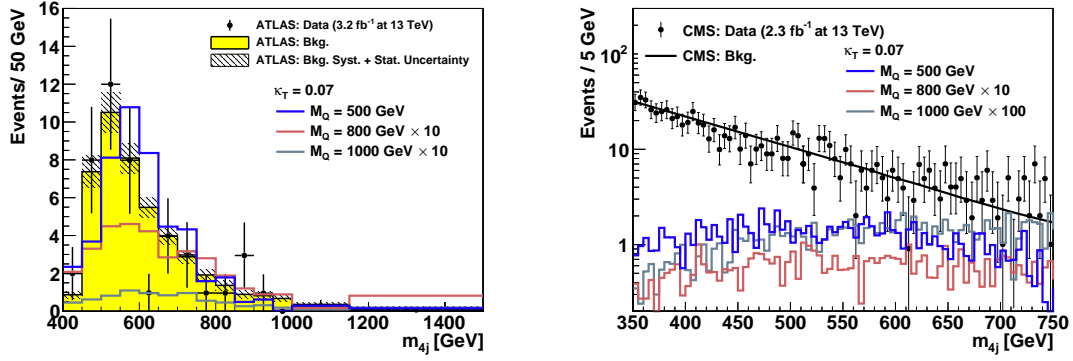 ATLAS: Data (3.2 fb⁻¹ at 13 TeV)
ATLAS: Bkg.
ATLAS: Bkg. Syst. + Stat. Uncertainty
κ_T = 0.07
M_Q = 500 GeV
M_Q = 800 GeV × 10
M_Q = 1000 GeV × 10
Events/ 50 GeV
16
14
12
10
8
6
4
2
0
400 600 800 1000 1200 1400
m_4j [GeV]
CMS: Data (2.3 fb⁻¹ at 13 TeV)
CMS: Bkg.
κ_T = 0.07
M_Q = 500 GeV
M_Q = 800 GeV × 10
M_Q = 1000 GeV × 100
Events / 5 GeV
10²
10
1
350 400 450 500 550 600 650 700 750
m_4j [GeV]